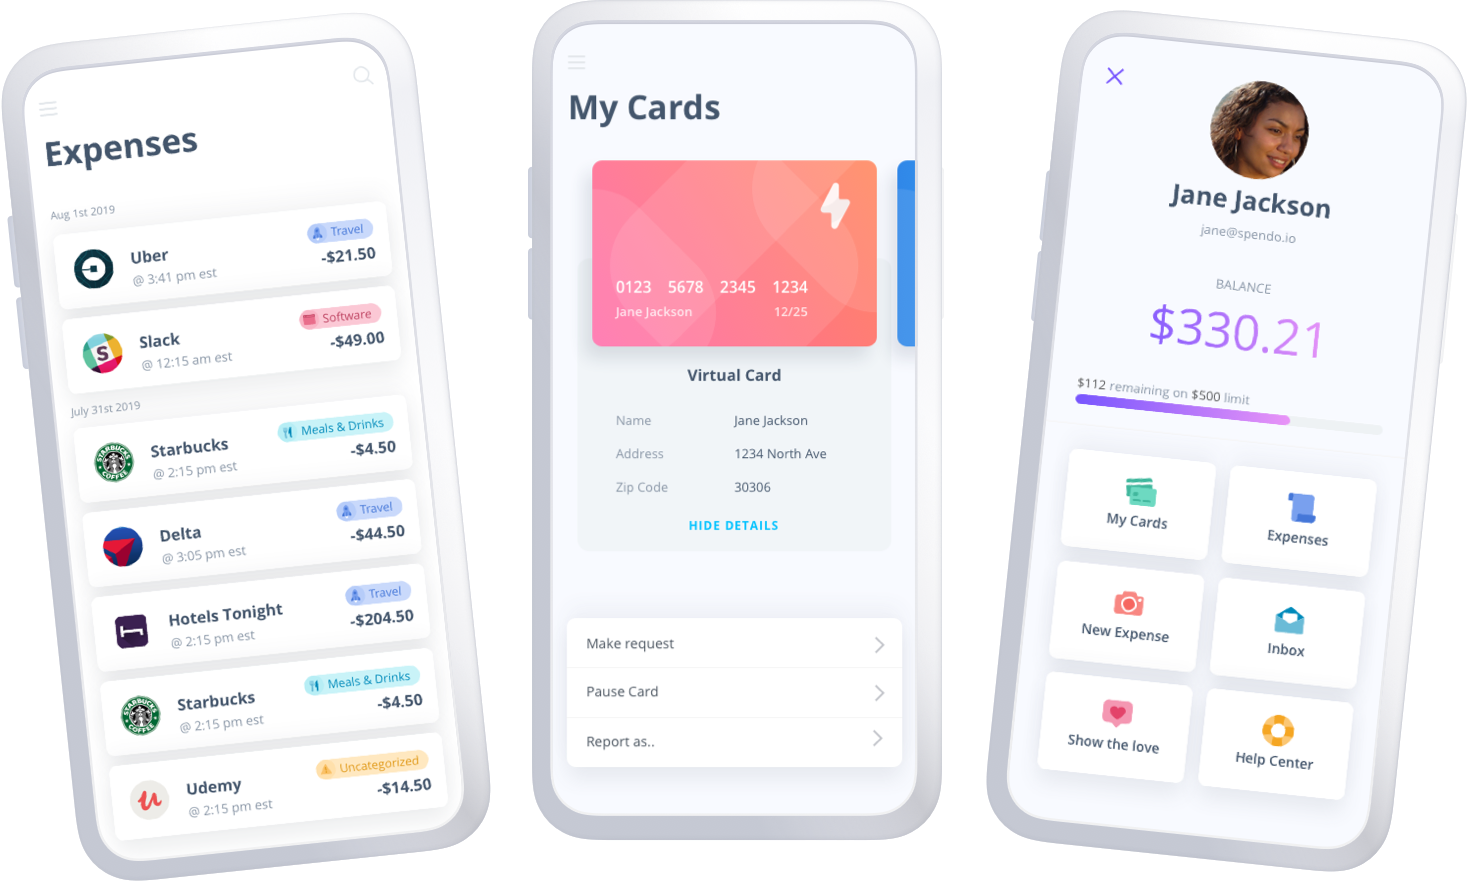 Expenses
Aug 1st 2019
Uber
Travel
@ 3:41 pm est
-$21.50
Slack
Software
@ 12:15 am est
-$49.00
S
July 31st 2019
Starbucks
Meals & Drinks
@ 2:15 pm est
-$4.50
STARBUCKS
COFFEE
Delta
Travel
@ 3:05 pm est
-$44.50
Hotels Tonight
Travel
@ 2:15 pm est
-$204.50
Starbucks
Meals & Drinks
@ 2:15 pm est
-$4.50
STARBUCKS
COFFEE
Udemy
Uncategorized
@ 2:15 pm est
-$14.50
u
My Cards
0123 5678 2345 1234
Jane Jackson 12/25
Virtual Card
Name Jane Jackson
Address 1234 North Ave
Zip Code 30306
HIDE DETAILS
Make request
Pause Card
Report as..
Jane Jackson
jane@spendo.io
BALANCE
$330.21
$112 remaining on $500 limit
My Cards
Expenses
New Expense
Inbox
Show the love
Help Center